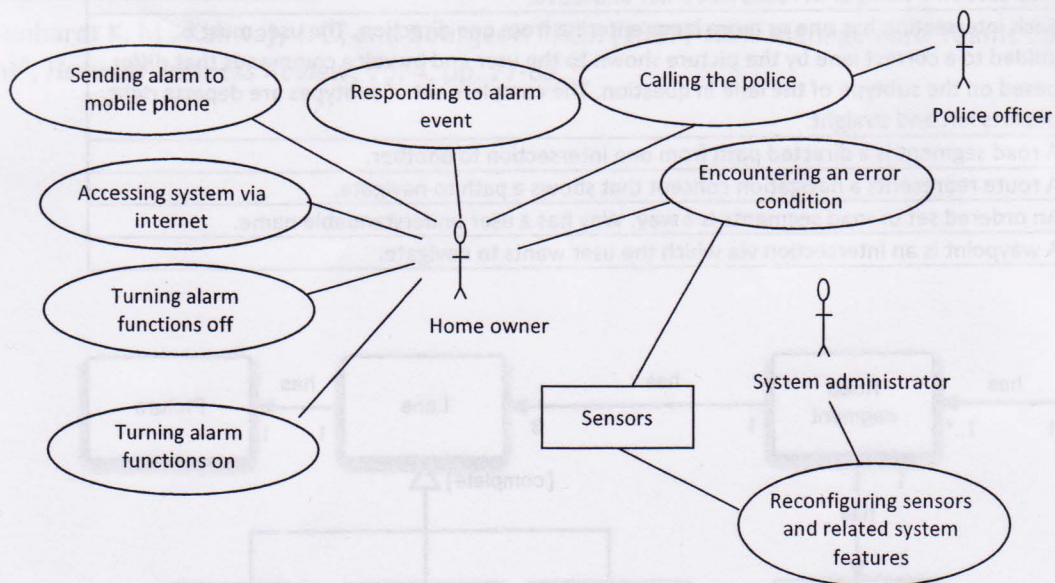 Sending alarm to
mobile phone
Responding to alarm
event
Calling the police
Police officer
Accessing system via
internet
Encountering an error
condition
Turning alarm
functions off
Home owner
System administrator
Sensors
Turning alarm
functions on
Reconfiguring sensors
and related system
features